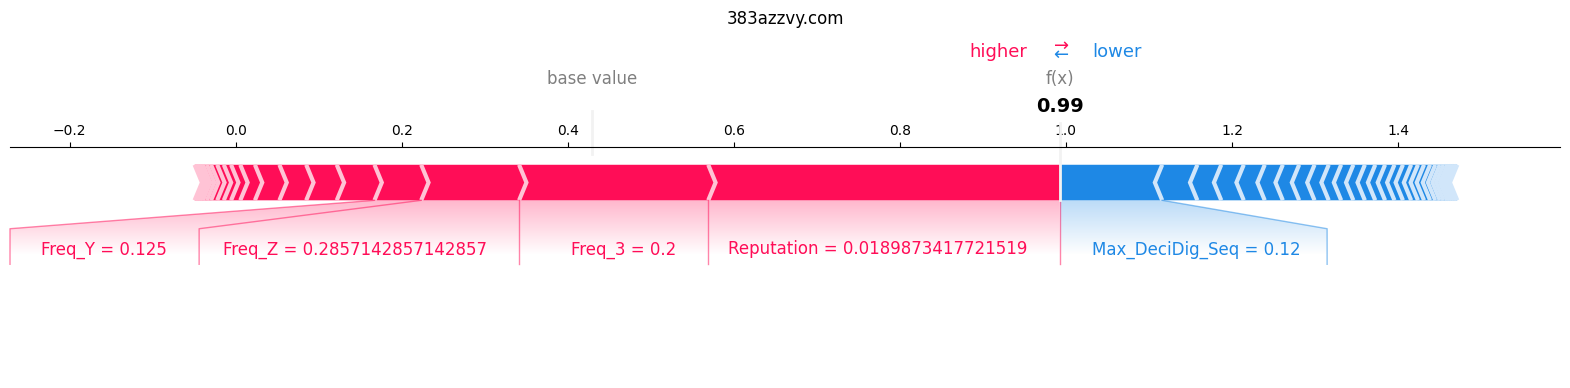 383azzvy.com
higher ⇄ lower
base value f(x)
0.99
−0.2 0.0 0.2 0.4 0.6 0.8 1.0 1.2 1.4
Freq_Y = 0.125 Freq_Z = 0.2857142857142857 Freq_3 = 0.2 Reputation = 0.0189873417721519 Max_DeciDig_Seq = 0.12